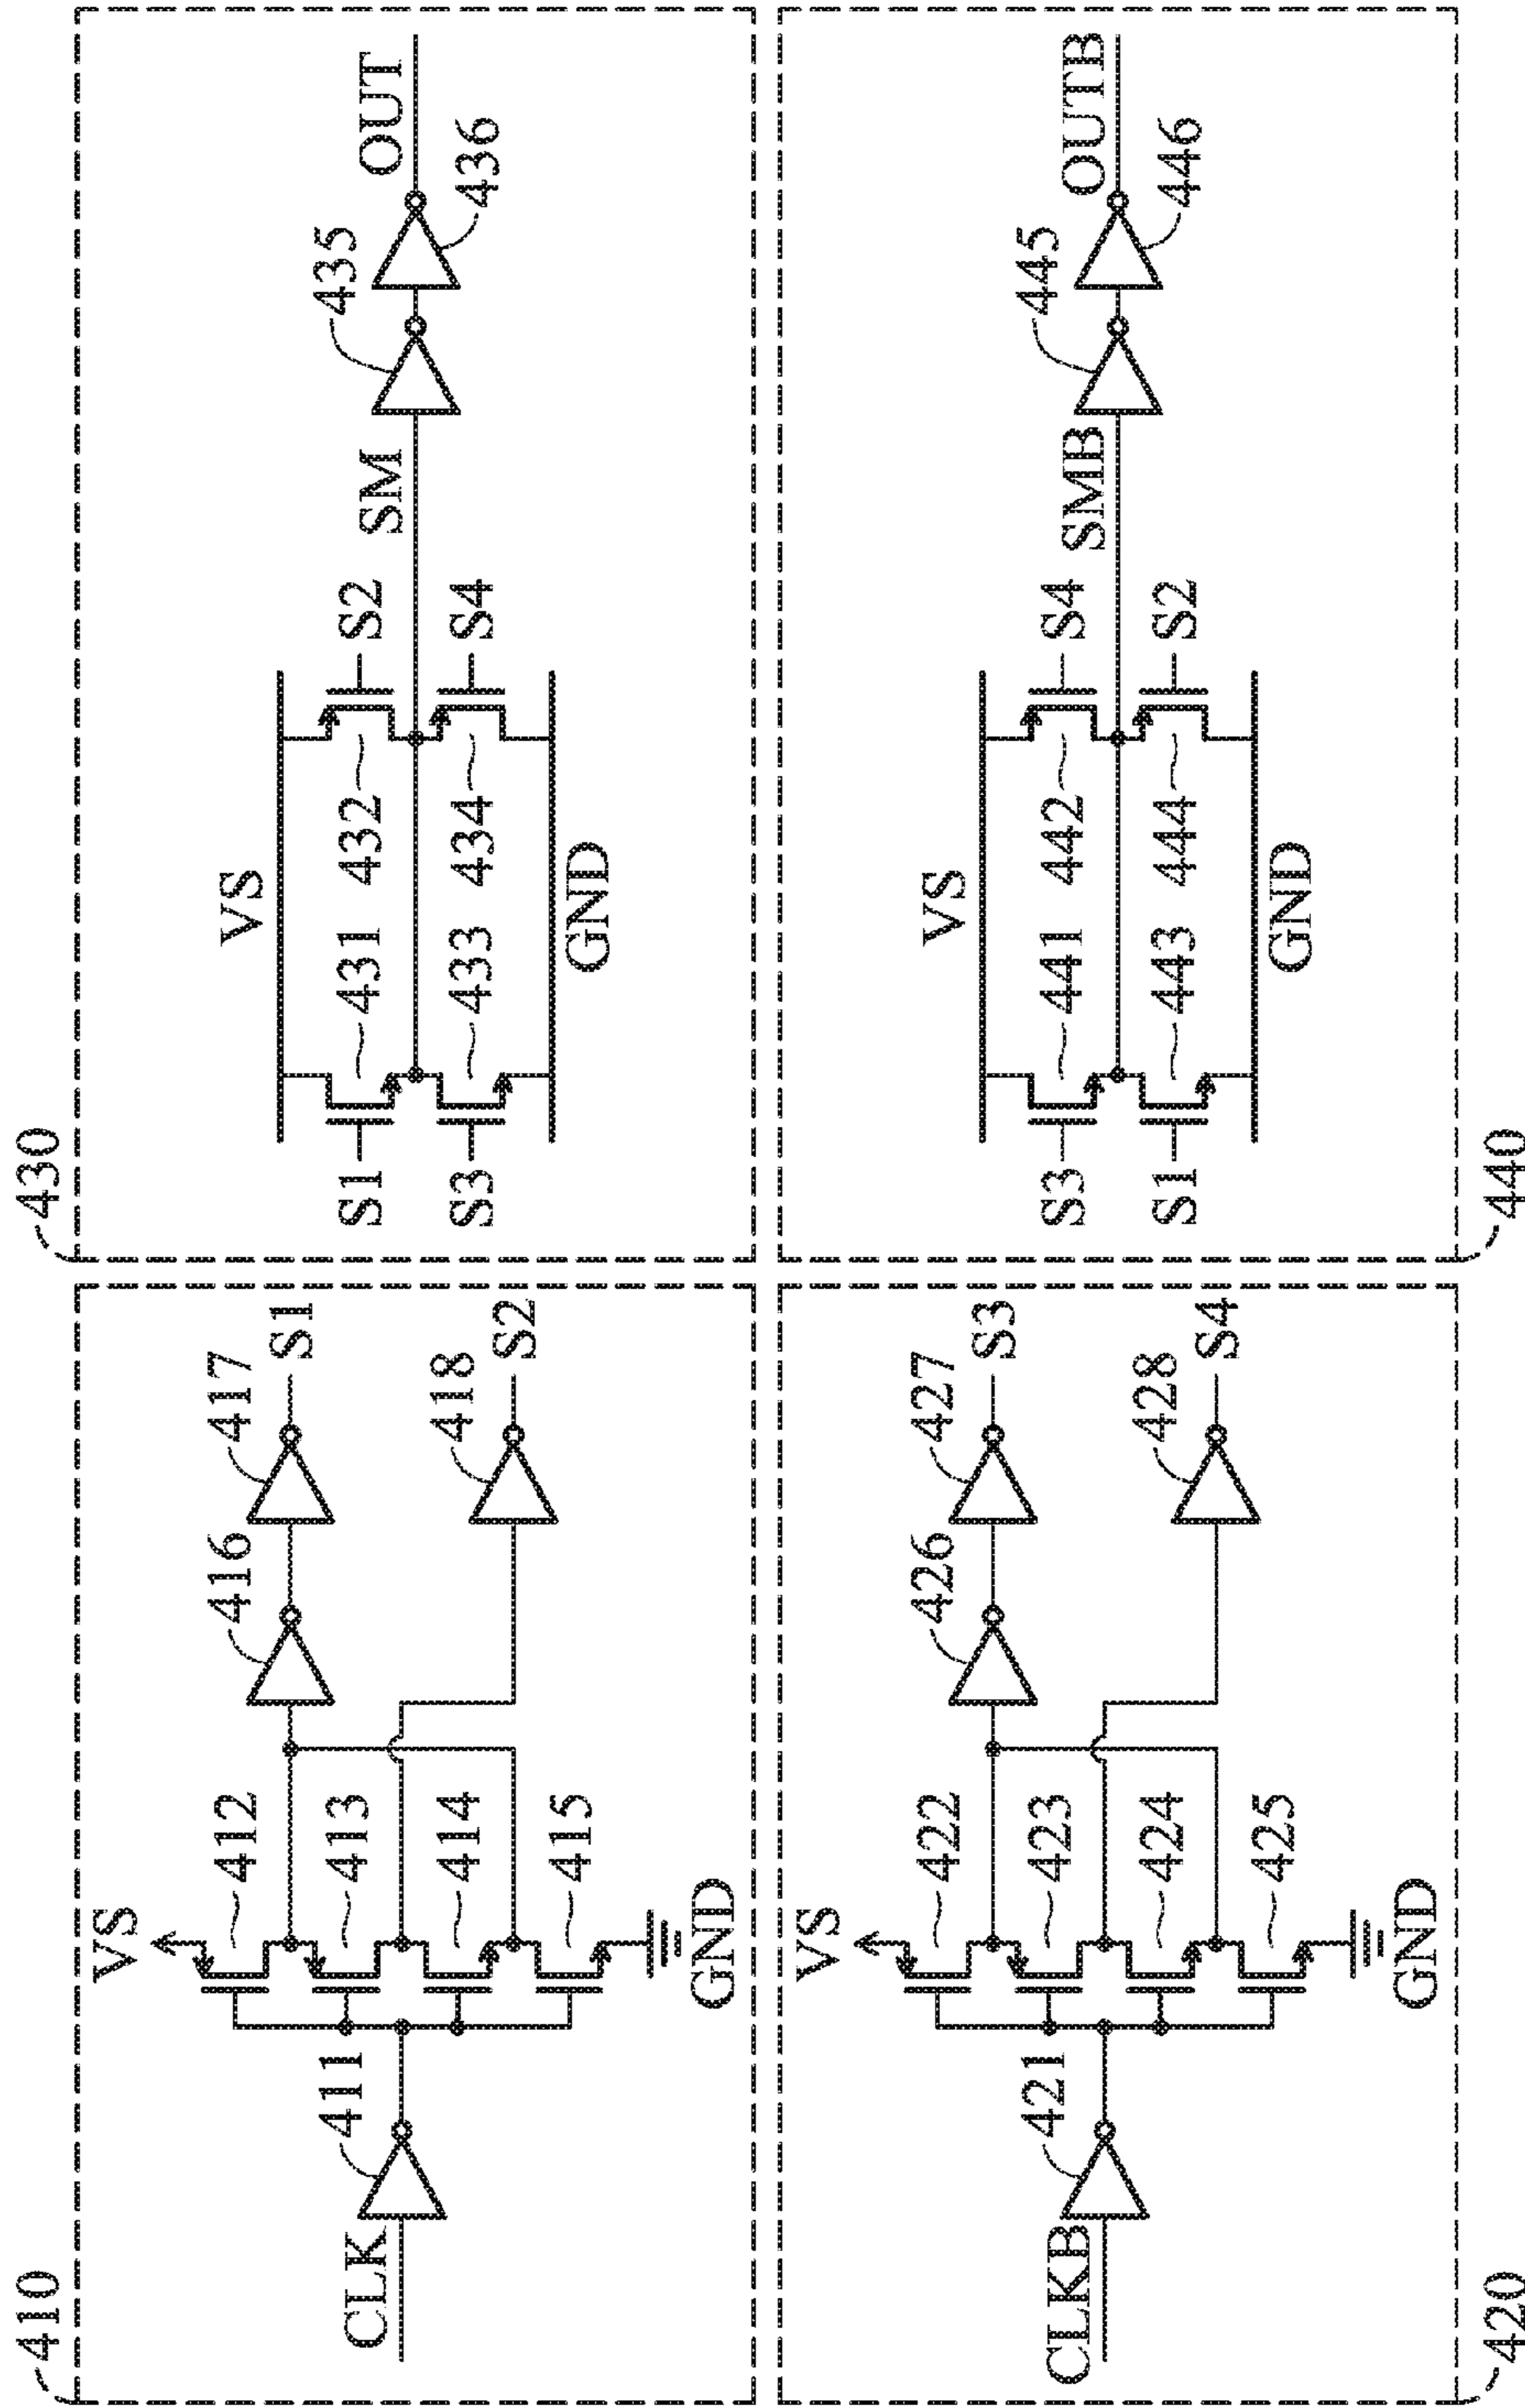 410
CLK
411
VS
412
413
414
415
GND
416
417
418
S1
S2
420
CLKB
421
VS
422
423
424
425
GND
426
427
428
S3
S4
430
VS
S1
431
432
S2
S3
433
434
S4
GND
SM
435
436
OUT
440
VS
S3
441
442
S4
S1
443
444
S2
GND
SMB
445
446
OUTB